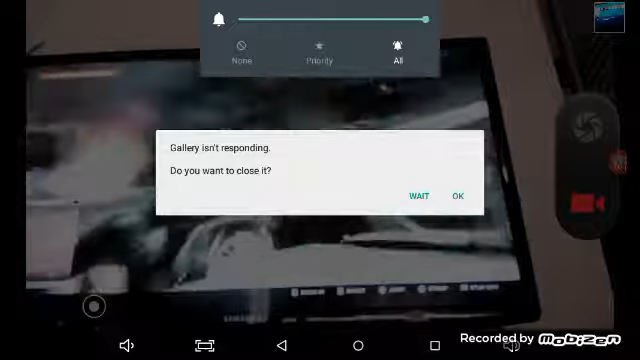 None
Priority
All
Gallery isn't responding.
Do you want to close it?
WAIT
OK
Recorded by Mobizen